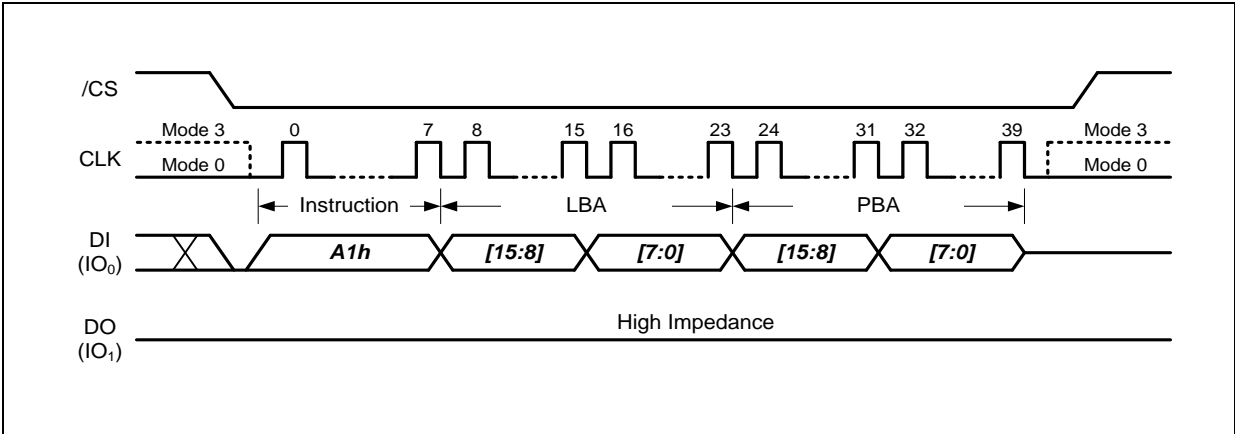 /CS
Mode 3 0 7 8 15 16 23 24 31 32 39 Mode 3
CLK
Mode 0 Mode 0
Instruction LBA PBA
DI
(IO₀)
A1h [15:8] [7:0] [15:8] [7:0]
High Impedance
DO
(IO₁)